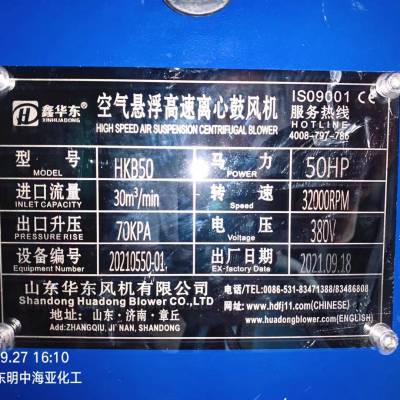 鑫华东
XINHUADONG
空气悬浮高速离心鼓风机
HIGH SPEED AIR SUSPENSION CENTRIFUGAL BLOWER
ISO9001 CE
服务热线
HOTLINE
4008-797-786
型号 MODEL HKB50 马力 POWER 50HP
进口流量 INLET CAPACITY 30m³/min 转速 Speed 32000RPM
出口升压 PRESSURE RISE 70KPA 电压 Voltage 380V
设备编号 Equipment Number 20210550-01 出厂日期 EX-factory Date 2021.09.18
山东华东风机有限公司
Shandong Huadong Blower CO.,LTD
地址: 山东·济南·章丘
Add:ZHANGQIU, JI'NAN, SHANDONG
TEL/TO:0086-531-83471388/83486808
网址://www.hdfj11.com(CHINESE)
www.huadongblower.com(ENGLISH)
9.27 16:10
东明中海亚化工